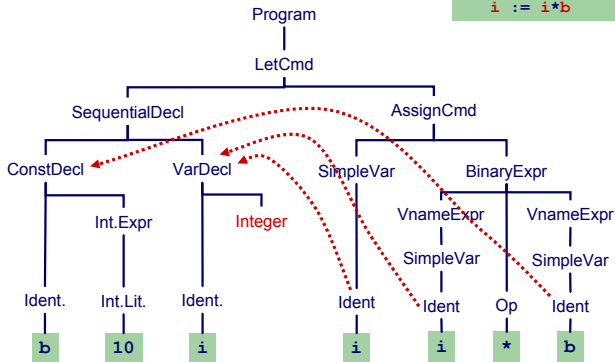 i := i*b
Program
LetCmd
SequentialDecl AssignCmd
ConstDecl VarDecl SimpleVar BinaryExpr
Int.Expr Integer VnameExpr VnameExpr
SimpleVar SimpleVar
Ident. Int.Lit. Ident. Ident Ident Op Ident
b 10 i i i * b